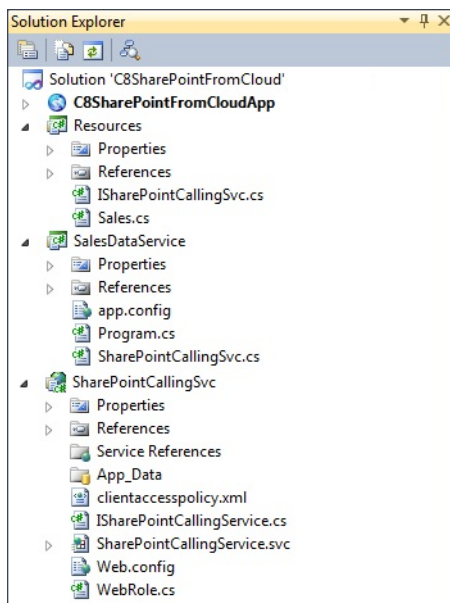 Solution Explorer
Solution 'C8SharePointFromCloud'
C8SharePointFromCloudApp
Resources
Properties
References
ISharePointCallingSvc.cs
Sales.cs
SalesDataService
Properties
References
app.config
Program.cs
SharePointCallingSvc.cs
SharePointCallingSvc
Properties
References
Service References
App_Data
clientaccesspolicy.xml
ISharePointCallingService.cs
SharePointCallingService.svc
Web.config
WebRole.cs